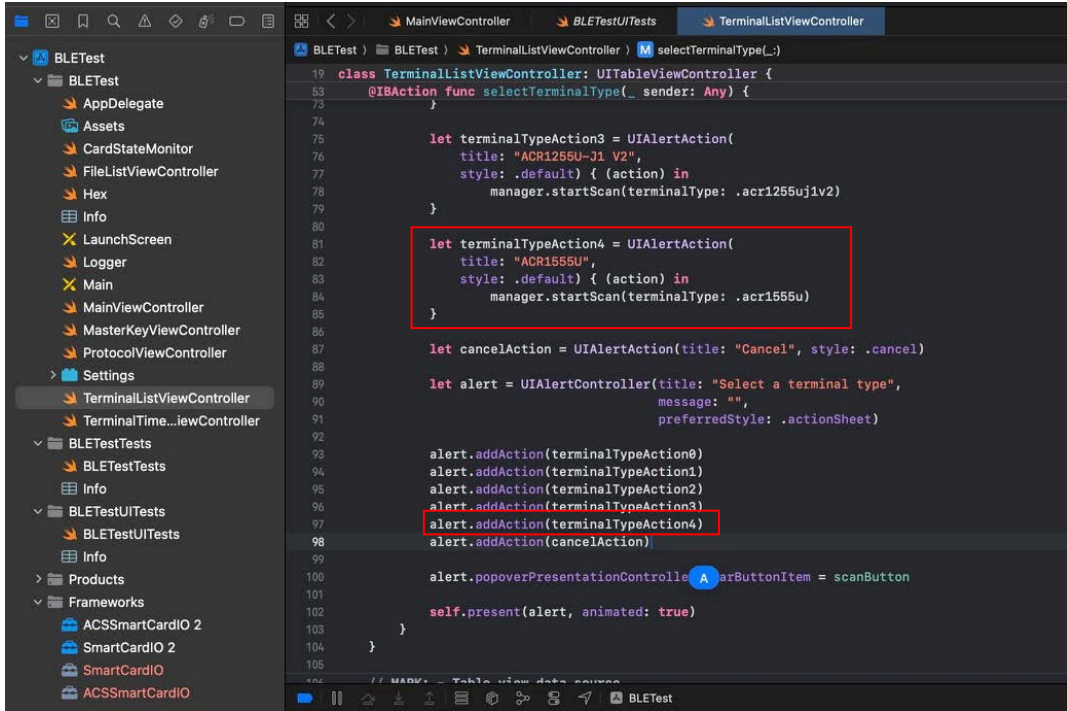 MainViewController
BLETestUITests
TerminalListViewController
BLETest
BLETest
TerminalListViewController
M
selectTerminalType(_:)
BLETest
BLETest
AppDelegate
Assets
CardStateMonitor
FileListViewController
Hex
Info
LaunchScreen
Logger
Main
MainViewController
MasterKeyViewController
ProtocolViewController
Settings
TerminalListViewController
TerminalTime...iewController
BLETestTests
BLETestTests
Info
BLETestUITests
BLETestUITests
Info
Products
Frameworks
ACSSmartCardIO 2
SmartCardIO 2
SmartCardIO
ACSSmartCardIO
19 class TerminalListViewController: UITableViewController {
53 @IBAction func selectTerminalType(_ sender: Any) {
73 }
74
75 let terminalTypeAction3 = UIAlertAction(
76 title: "ACR1255U-J1 V2",
77 style: .default) { (action) in
78 manager.startScan(terminalType: .acr1255uj1v2)
79 }
80
81 let terminalTypeAction4 = UIAlertAction(
82 title: "ACR1555U",
83 style: .default) { (action) in
84 manager.startScan(terminalType: .acr1555u)
85 }
86
87 let cancelAction = UIAlertAction(title: "Cancel", style: .cancel)
88
89 let alert = UIAlertController(title: "Select a terminal type",
90 message: "",
91 preferredStyle: .actionSheet)
92
93 alert.addAction(terminalTypeAction0)
94 alert.addAction(terminalTypeAction1)
95 alert.addAction(terminalTypeAction2)
96 alert.addAction(terminalTypeAction3)
97 alert.addAction(terminalTypeAction4)
98 alert.addAction(cancelAction)
99
100 alert.popoverPresentationControlle A arButtonItem = scanButton
101
102 self.present(alert, animated: true)
103 }
104 }
105
106 // MARK: - Table view data source
BLETest